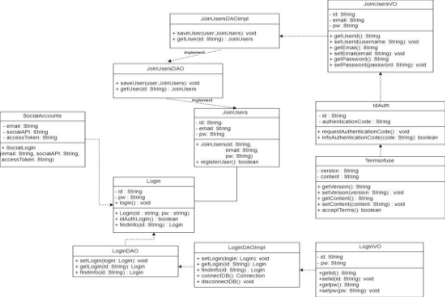 JoinUsersDAOImpl
+ saveUser(user:JoinUsers): void
+ getUser(id: String) : JoinUsers
implement
JoinUsersDAO
+ saveUser(user:JoinUsers): void
+ getUser(id: String) : JoinUsers
implement
JoinUsers
- id: String
- email: String
- pw: String
+ JoinUsers(id: String,
email: String,
pw: String)
+ registerUser(): boolean
SocialAccounts
- email: String
- socialAPI: String
- accessToken: String
+ SocialLogin
(email: String, socialAPI: String,
accessToken: String)
Login
- id : String
- pw : String
+ login(): void
+ Login(id: string, pw : string)
+ idAuthLogin() : boolean
+ findInfo(id: String) : Login
LoginDAO
+ setLogin(login: Login): void
+ getLogin(id: String) : Login
+ findInfo(id: String) : Login
LoginDAOImpl
+ setLogin(login: Login): void
+ getLogin(id: String) : Login
+ findInfo(id: String) : Login
+ connectDB() : Connection
+ disconnectDB(): void
LoginVO
- id: String
- pw: String
+getid() : String
+setid(id: String): void
+getpw(): String
+setpw(pw: String): void
JoinUsersVO
- id: String
- email: String
- pw: String
+ getUserid() : String
+ setUserid(username: String): void
+ getEmail() : String
+ setEmail(email: String): void
+ getPassword() : String
+ setPassword(password: String): void
IdAuth
- id : String
- authenticationCode : String
+ requestAuthenticationCode() : void
+ infoAuthentication(code: String): boolean
Termsofuse
- version : String
- content : String
+ getVersion(): String
+ setVersion(version: String) : void
+ getContent() : String
+ setContent(content: String) : void
+ acceptTerms() : boolean